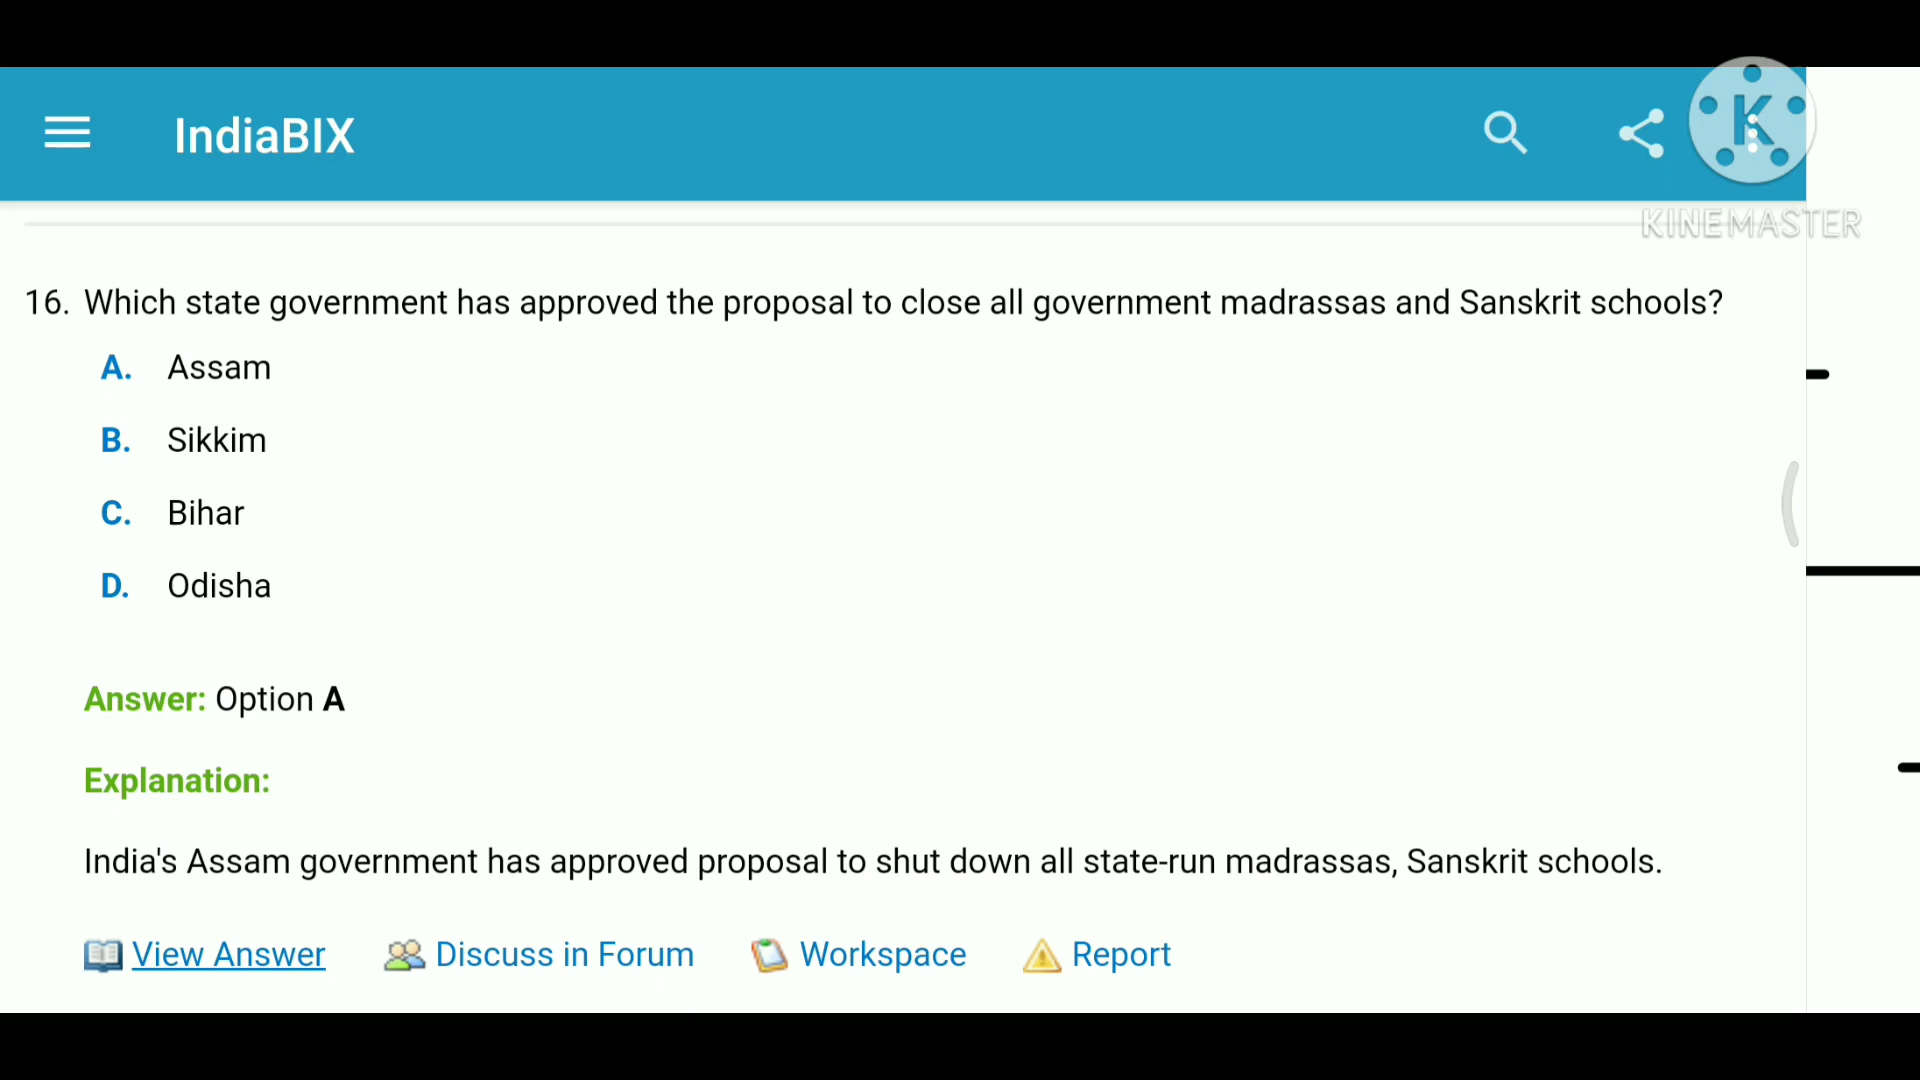 IndiaBIX
K
KINEMASTER
16. Which state government has approved the proposal to close all government madrassas and Sanskrit schools?
A. Assam
B. Sikkim
C. Bihar
D. Odisha
Answer: Option A
Explanation:
India's Assam government has approved proposal to shut down all state-run madrassas, Sanskrit schools.
View Answer Discuss in Forum Workspace Report